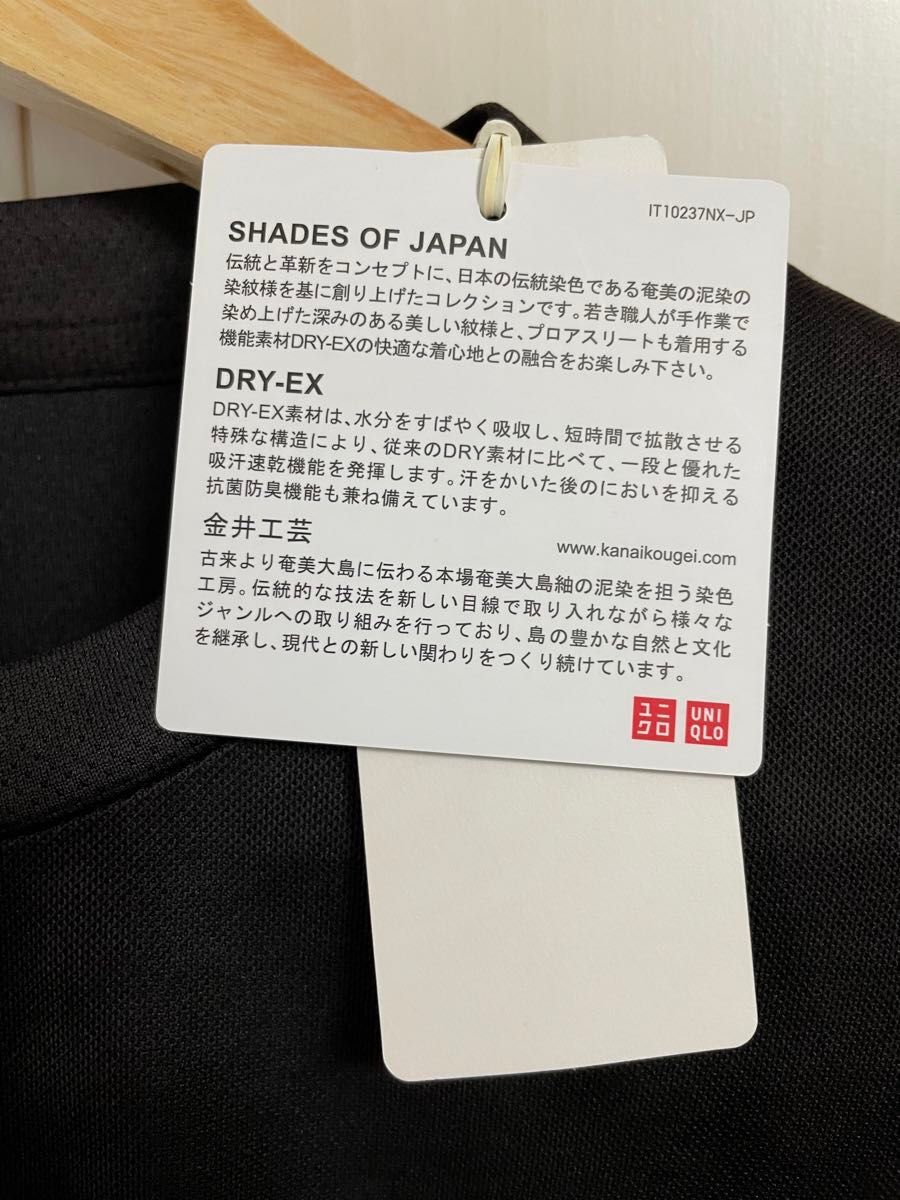 IT10237NX-JP
SHADES OF JAPAN
伝統と革新をコンセプトに、日本の伝統染色である奄美の泥染の
染紋様を基に創り上げたコレクションです。若き職人が手作業で
染め上げた深みのある美しい紋様と、プロアスリートも着用する
機能素材DRY-EXの快適な着心地との融合をお楽しみ下さい。
DRY-EX
DRY-EX素材は、水分をすばやく吸収し、短時間で拡散させる
特殊な構造により、従来のDRY素材に比べて、一段と優れた
吸汗速乾機能を発揮します。汗をかいた後のにおいを抑える
抗菌防臭機能も兼ね備えています。
金井工芸
www.kanaikougei.com
古来より奄美大島に伝わる本場奄美大島紬の泥染を担う染色
工房。伝統的な技法を新しい目線で取り入れながら様々な
ジャンルへの取り組みを行っており、島の豊かな自然と文化
を継承し、現代との新しい関わりをつくり続けています。
ユニ UNI
クロ QLO